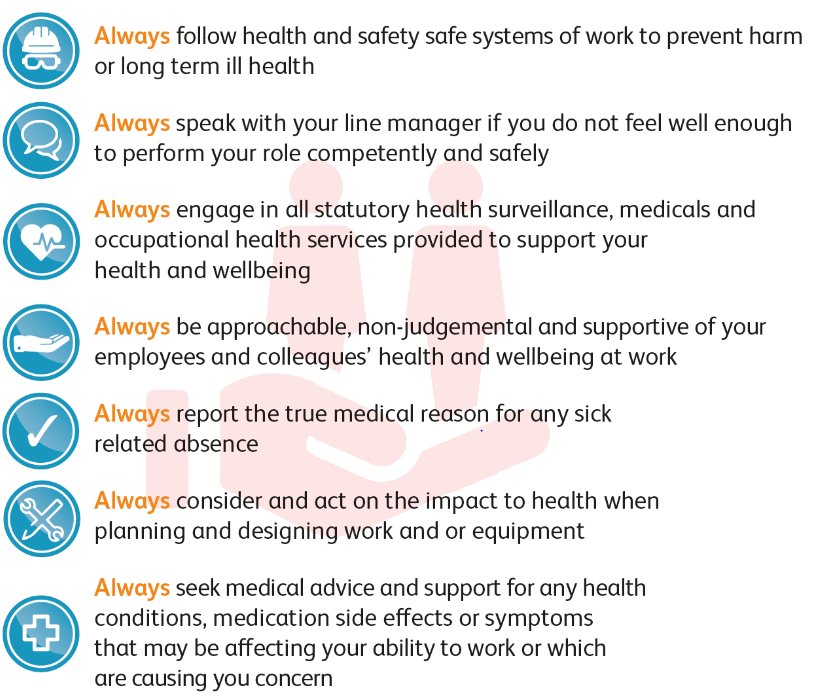 Always follow health and safety safe systems of work to prevent harm
or long term ill health
Always speak with your line manager if you do not feel well enough
to perform your role competently and safely
Always engage in all statutory health surveillance, medicals and
occupational health services provided to support your
health and wellbeing
Always be approachable, non-judgemental and supportive of your
employees and colleagues’ health and wellbeing at work
Always report the true medical reason for any sick
related absence
Always consider and act on the impact to health when
planning and designing work and or equipment
Always seek medical advice and support for any health
conditions, medication side effects or symptoms
that may be affecting your ability to work or which
are causing you concern